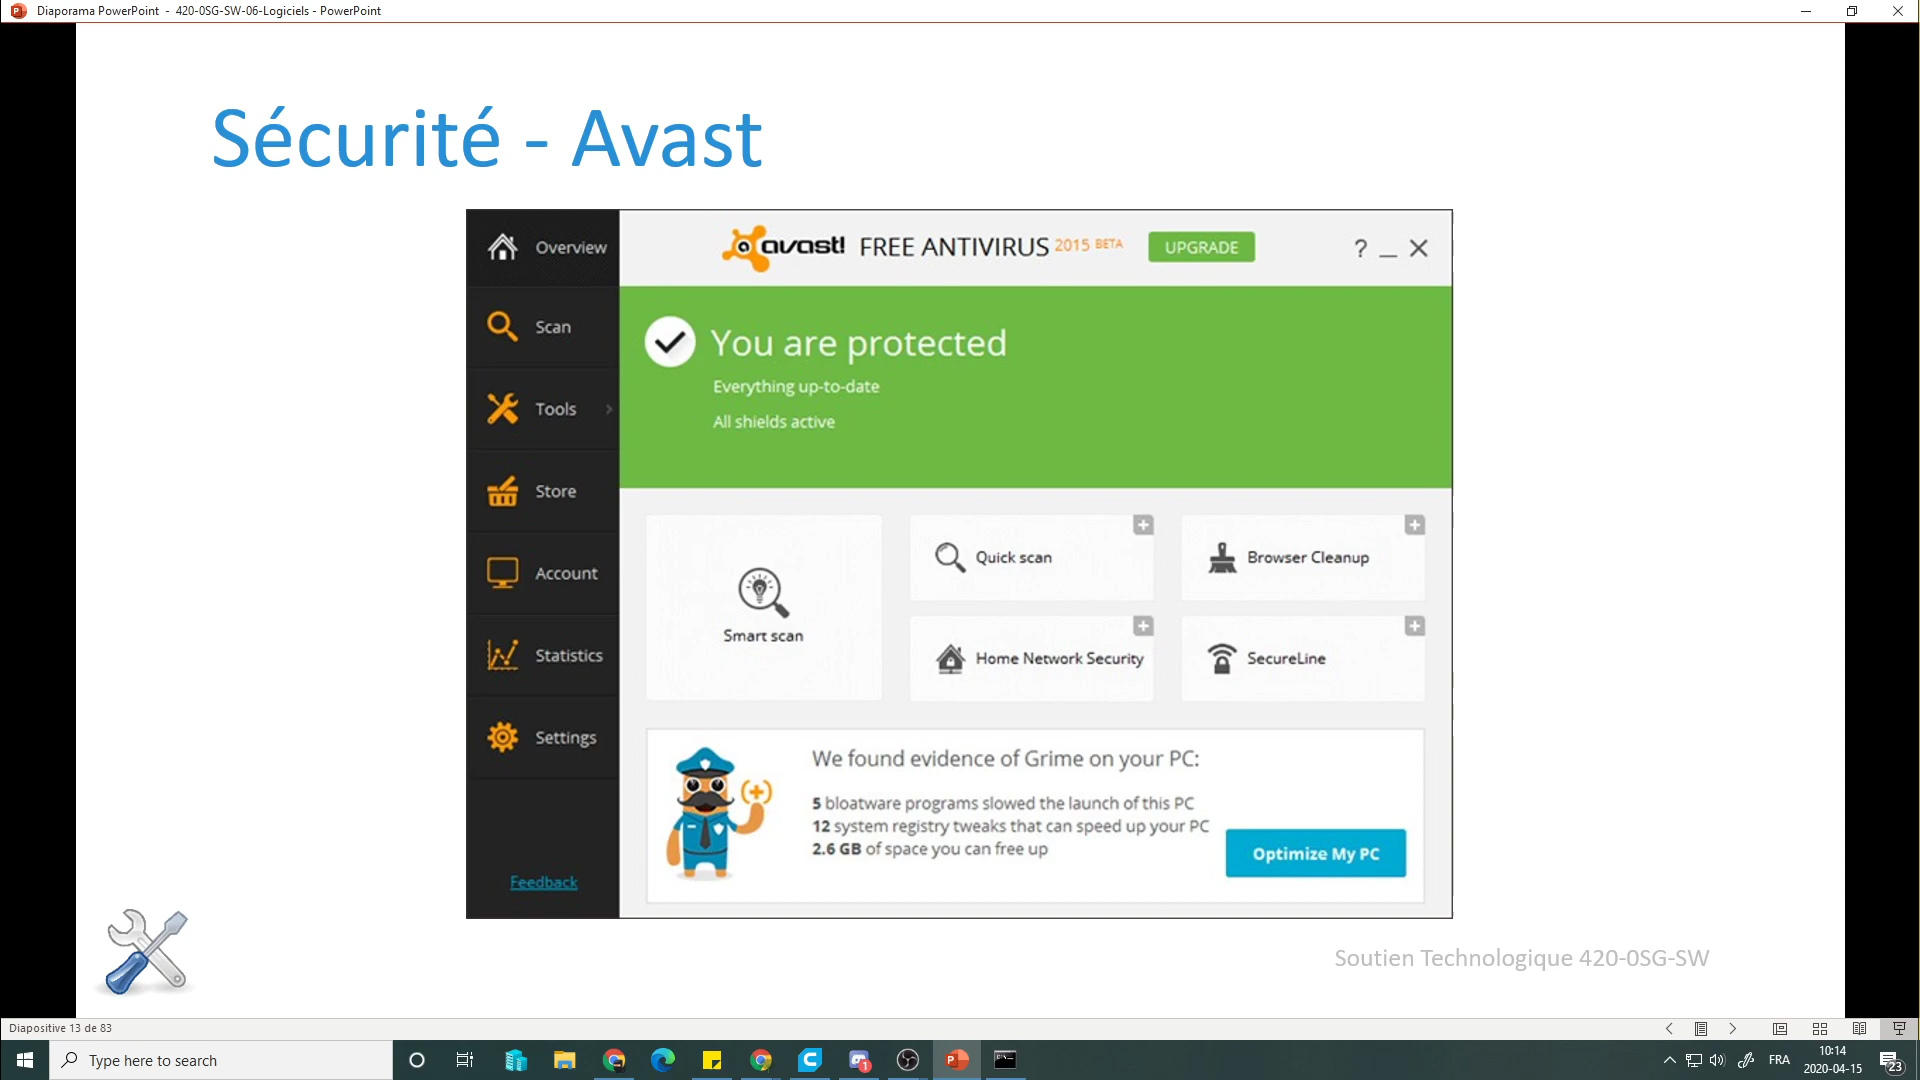 Diaporama PowerPoint - 420-0SG-SW-06-Logiciels - PowerPoint
Sécurité - Avast
Overview
avast! FREE ANTIVIRUS 2015 BETA
UPGRADE
?
Scan
Tools
Store
Account
Statistics
Settings
Feedback
You are protected
Everything up-to-date
All shields active
Smart scan
Quick scan
Browser Cleanup
Home Network Security
SecureLine
We found evidence of Grime on your PC:
5 bloatware programs slowed the launch of this PC
12 system registry tweaks that can speed up your PC
2.6 GB of space you can free up
Optimize My PC
Soutien Technologique 420-0SG-SW
Diapositive 13 de 83
Type here to search
1
FRA
10:14
2020-04-15
23